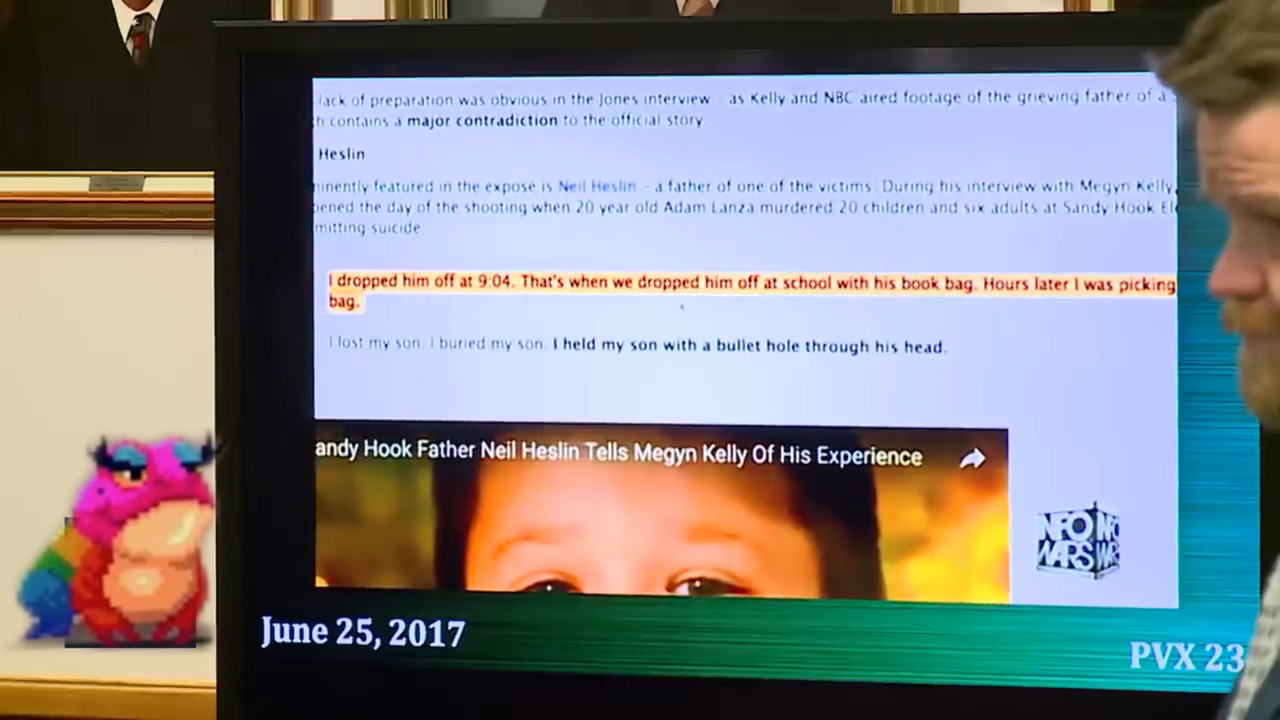 lack of preparation was obvious in the Jones interview - as Kelly and NBC aired footage of the grieving father of a
h contains a major contradiction to the official story
Heslin
minently featured in the exposé is Neil Heslin - a father of one of the victims. During his interview with Megyn Kelly,
pened the day of the shooting when 20 year old Adam Lanza murdered 20 children and six adults at Sandy Hook Ele
mitting suicide
I dropped him off at 9:04. That's when we dropped him off at school with his book bag. Hours later I was picking
bag.
I lost my son. I buried my son. I held my son with a bullet hole through his head.
andy Hook Father Neil Heslin Tells Megyn Kelly Of His Experience
INFO
WARS
June 25, 2017
PVX 23